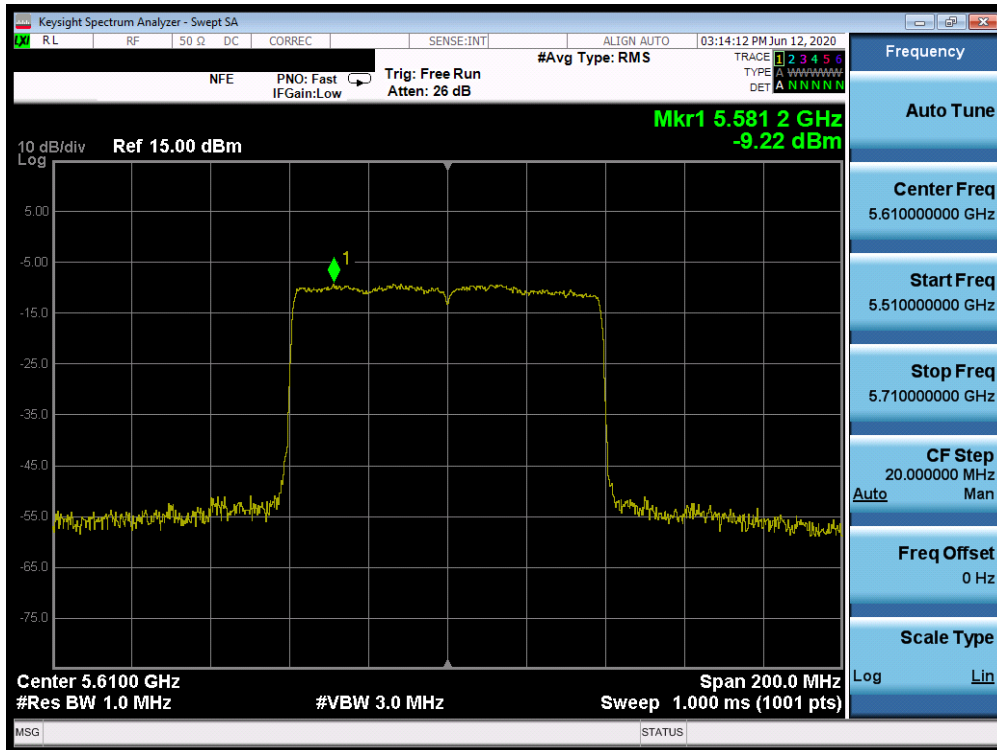 Keysight Spectrum Analyzer - Swept SA
LXI RL RF 50 Ω DC CORREC SENSE:INT ALIGN AUTO 03:14:12 PM Jun 12, 2020
NFE PNO: Fast Trig: Free Run #Avg Type: RMS TRACE 1 2 3 4 5 6
IFGain:Low Atten: 26 dB TYPE A WWWWW
DET A N N N N N
Mkr1 5.581 2 GHz
-9.22 dBm
10 dB/div Ref 15.00 dBm
Log
5.00
-5.00
-15.0
-25.0
-35.0
-45.0
-55.0
-65.0
-75.0
1
Center 5.6100 GHz Span 200.0 MHz
#Res BW 1.0 MHz #VBW 3.0 MHz Sweep 1.000 ms (1001 pts)
MSG STATUS
Frequency
Auto Tune
Center Freq
5.610000000 GHz
Start Freq
5.510000000 GHz
Stop Freq
5.710000000 GHz
CF Step
20.000000 MHz
Auto Man
Freq Offset
0 Hz
Scale Type
Log Lin